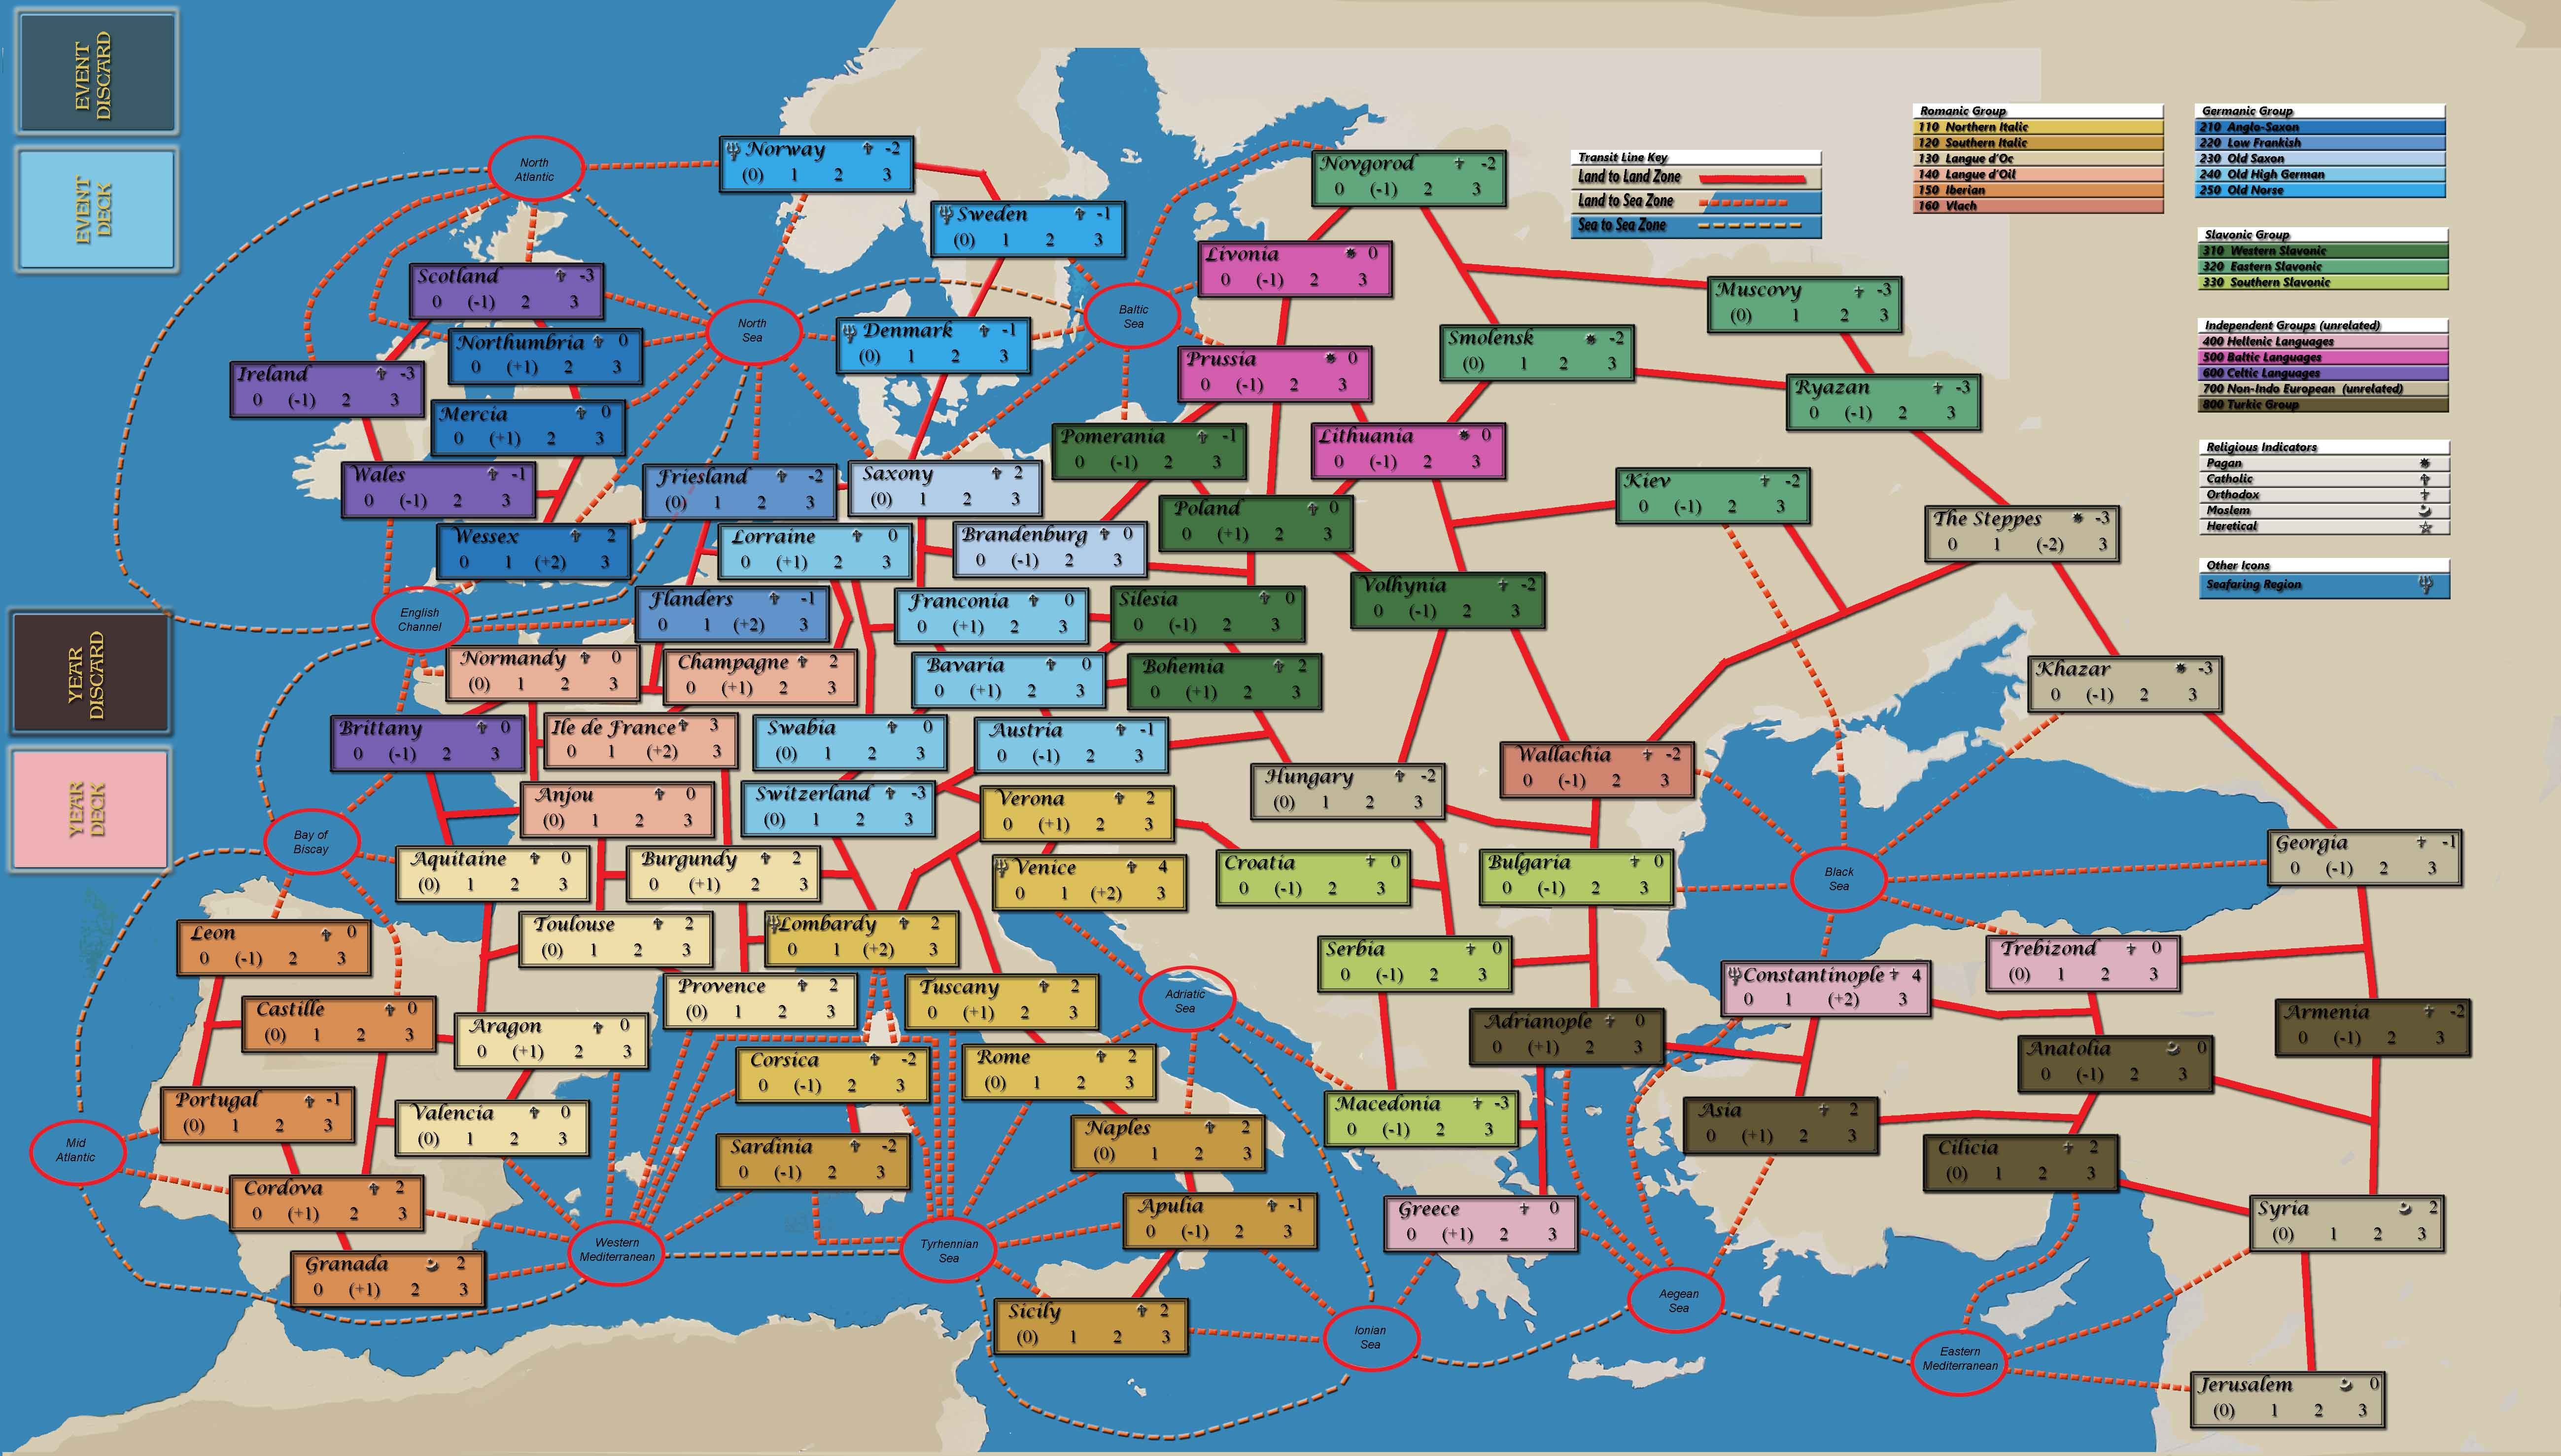 EVENT
DISCARD
EVENT
DECK
YEAR
DISCARD
YEAR
DECK
Transit Line Key
Land to Land Zone
Land to Sea Zone
Sea to Sea Zone
Romanic Group
110 Northern Italic
120 Southern Italic
130 Langue d'Oc
140 Langue d'Oil
150 Iberian
160 Vlach
Germanic Group
210 Anglo-Saxon
220 Low Frankish
230 Old Saxon
240 Old High German
250 Old Norse
Slavonic Group
310 Western Slavonic
320 Eastern Slavonic
330 Southern Slavonic
Independent Groups (unrelated)
400 Hellenic Languages
500 Baltic Languages
600 Celtic Languages
700 Non-Indo European (unrelated)
800 Turkic Group
Religious Indicators
Pagan
Catholic
Orthodox
Moslem
Heretical
Other Icons
Seafaring Region
North
Atlantic
Norway -2
(0) 1 2 3
Novgorod -2
0 (-1) 2 3
Sweden -1
(0) 1 2 3
Livonia 0
0 (-1) 2 3
Scotland -3
0 (-1) 2 3
Muscovy -3
(0) 1 2 3
North
Sea
Baltic
Sea
Denmark -1
(0) 1 2 3
Northumbria 0
0 (+1) 2 3
Smolensk -2
(0) 1 2 3
Prussia 0
0 (-1) 2 3
Ireland -3
0 (-1) 2 3
Ryazan -3
0 (-1) 2 3
Mercia 0
0 (+1) 2 3
Pomerania -1
0 (-1) 2 3
Lithuania 0
0 (-1) 2 3
Wales -1
0 (-1) 2 3
Friesland -2
(0) 1 2 3
Saxony 2
(0) 1 2 3
Kiev -2
0 (-1) 2 3
Poland 0
0 (+1) 2 3
The Steppes -3
0 1 (-2) 3
Wessex 2
0 1 (+2) 3
Lorraine 0
0 (+1) 2 3
Brandenburg 0
0 (-1) 2 3
Volhynia -2
0 (-1) 2 3
English
Channel
Flanders -1
0 1 (+2) 3
Franconia 0
0 (+1) 2 3
Silesia 0
0 (-1) 2 3
Normandy 0
(0) 1 2 3
Champagne 2
0 (+1) 2 3
Bavaria 0
0 (+1) 2 3
Bohemia 2
0 (+1) 2 3
Khazar -3
0 (-1) 2 3
Brittany 0
0 (-1) 2 3
Ile de France 3
0 1 (+2) 3
Swabia 0
(0) 1 2 3
Austria -1
0 (-1) 2 3
Wallachia -2
0 (-1) 2 3
Hungary -2
(0) 1 2 3
Anjou 0
(0) 1 2 3
Switzerland -3
(0) 1 2 3
Verona 2
0 (+1) 2 3
Bay of
Biscay
Aquitaine 0
(0) 1 2 3
Burgundy 2
0 (+1) 2 3
Venice 4
0 1 (+2) 3
Croatia 0
0 (-1) 2 3
Bulgaria 0
0 (-1) 2 3
Black
Sea
Georgia -1
0 (-1) 2 3
Leon 0
0 (-1) 2 3
Toulouse 2
(0) 1 2 3
Lombardy 2
0 1 (+2) 3
Serbia 0
0 (-1) 2 3
Trebizond 0
(0) 1 2 3
Constantinople 4
0 1 (+2) 3
Provence 2
(0) 1 2 3
Tuscany 2
0 (+1) 2 3
Adriatic
Sea
Castille 0
(0) 1 2 3
Aragon 0
0 (+1) 2 3
Adrianople 0
0 (+1) 2 3
Armenia -2
0 (-1) 2 3
Corsica -2
0 (-1) 2 3
Rome 2
(0) 1 2 3
Anatolia 0
0 (-1) 2 3
Portugal -1
(0) 1 2 3
Valencia 0
(0) 1 2 3
Macedonia -3
0 (-1) 2 3
Asia 2
0 (+1) 2 3
Mid
Atlantic
Sardinia -2
0 (-1) 2 3
Naples 2
(0) 1 2 3
Cilicia 2
(0) 1 2 3
Cordova 2
0 (+1) 2 3
Apulia -1
0 (-1) 2 3
Greece 0
0 (+1) 2 3
Syria 2
(0) 1 2 3
Western
Mediterranean
Tyrhennian
Sea
Granada 2
0 (+1) 2 3
Sicily 2
(0) 1 2 3
Ionian
Sea
Aegean
Sea
Eastern
Mediterranean
Jerusalem 0
(0) 1 2 3